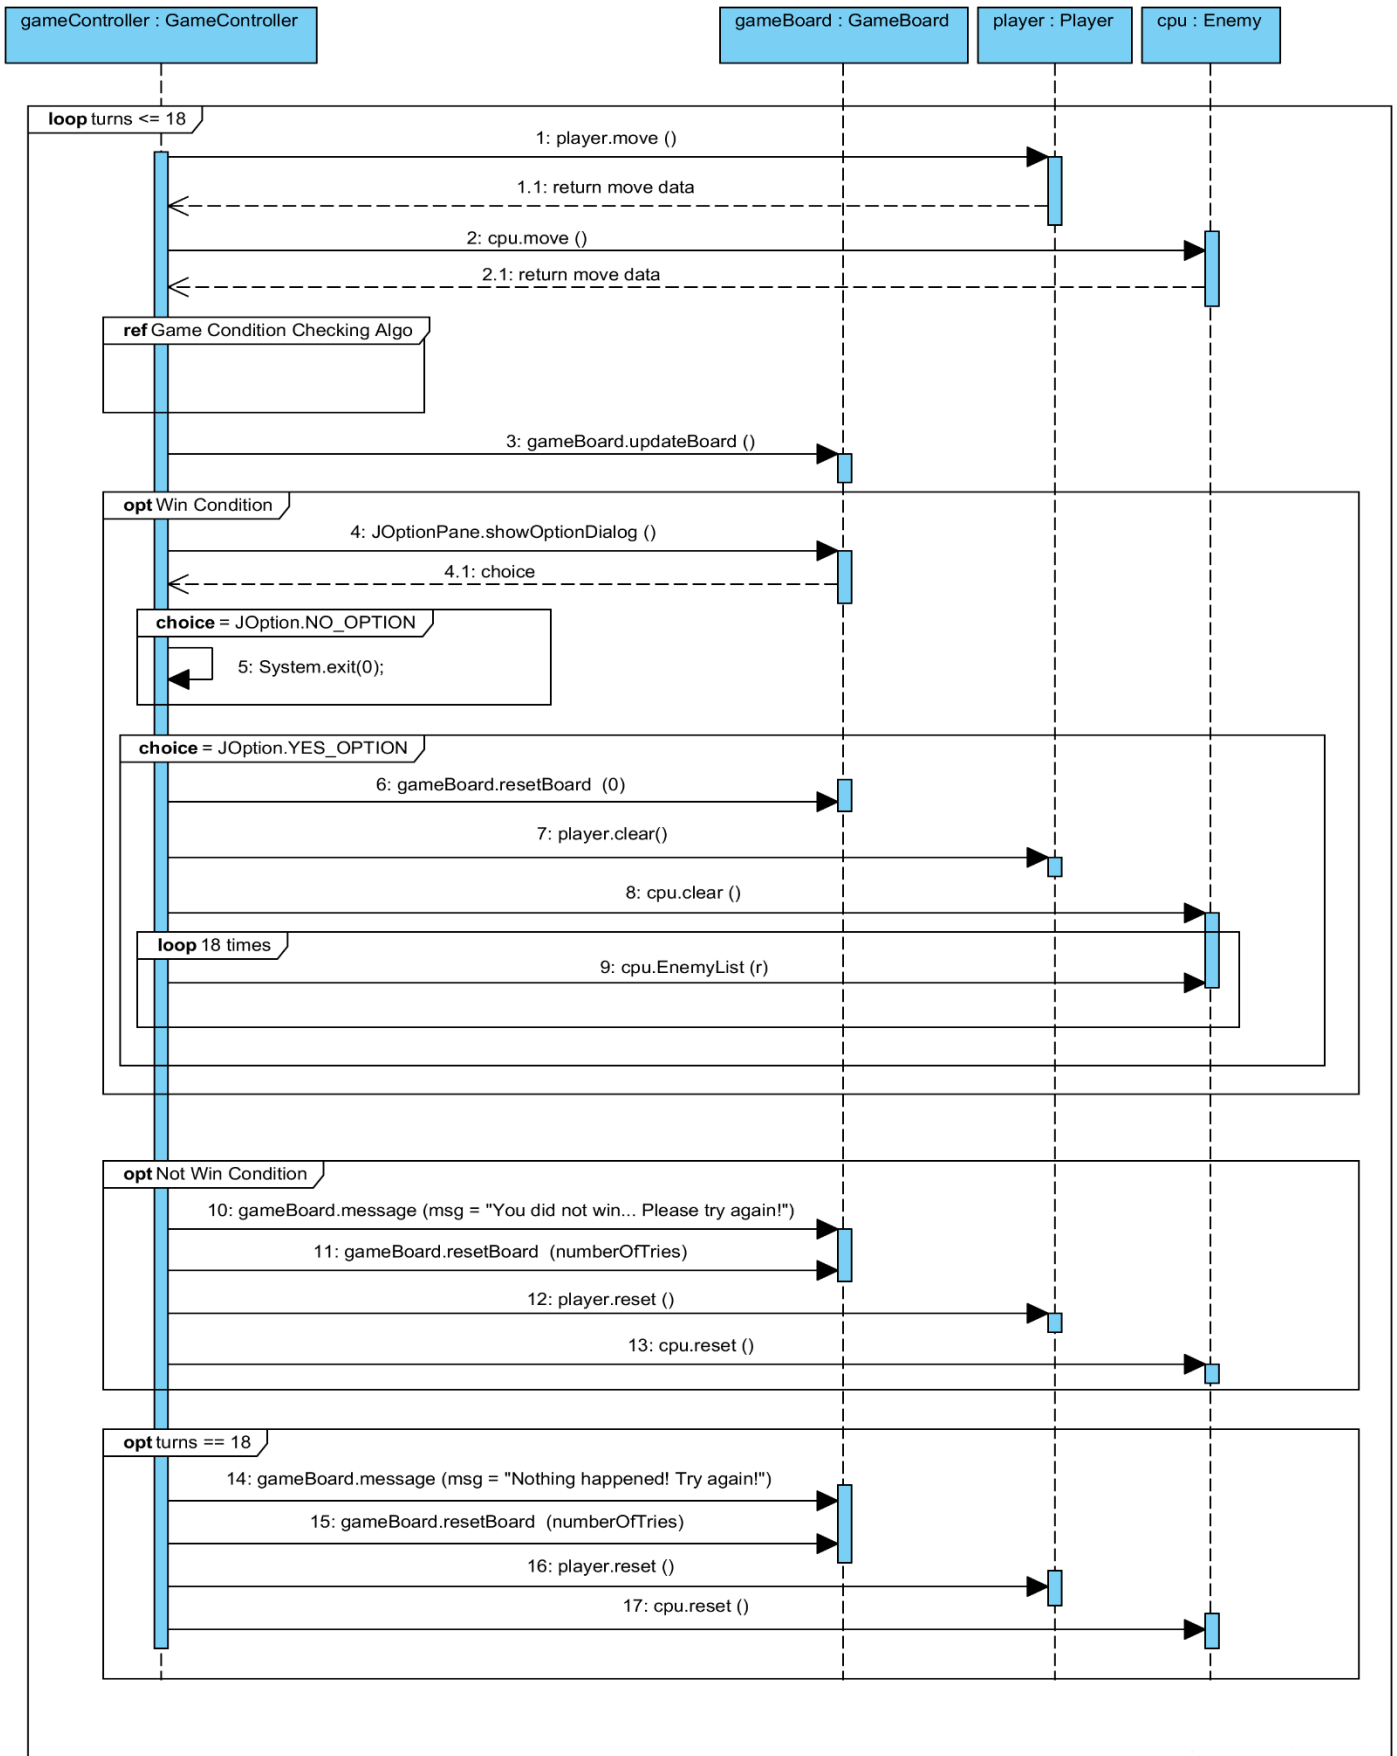 gameController : GameController
gameBoard : GameBoard
player : Player
cpu : Enemy
loop turns <= 18
1: player.move ()
1.1: return move data
2: cpu.move ()
2.1: return move data
ref Game Condition Checking Algo
3: gameBoard.updateBoard ()
opt Win Condition
4: JOptionPane.showOptionDialog ()
4.1: choice
choice = JOption.NO_OPTION
5: System.exit(0);
choice = JOption.YES_OPTION
6: gameBoard.resetBoard  (0)
7: player.clear()
8: cpu.clear ()
loop 18 times
9: cpu.EnemyList (r)
opt Not Win Condition
10: gameBoard.message (msg = "You did not win... Please try again!")
11: gameBoard.resetBoard  (numberOfTries)
12: player.reset ()
13: cpu.reset ()
opt turns == 18
14: gameBoard.message (msg = "Nothing happened! Try again!")
15: gameBoard.resetBoard  (numberOfTries)
16: player.reset ()
17: cpu.reset ()